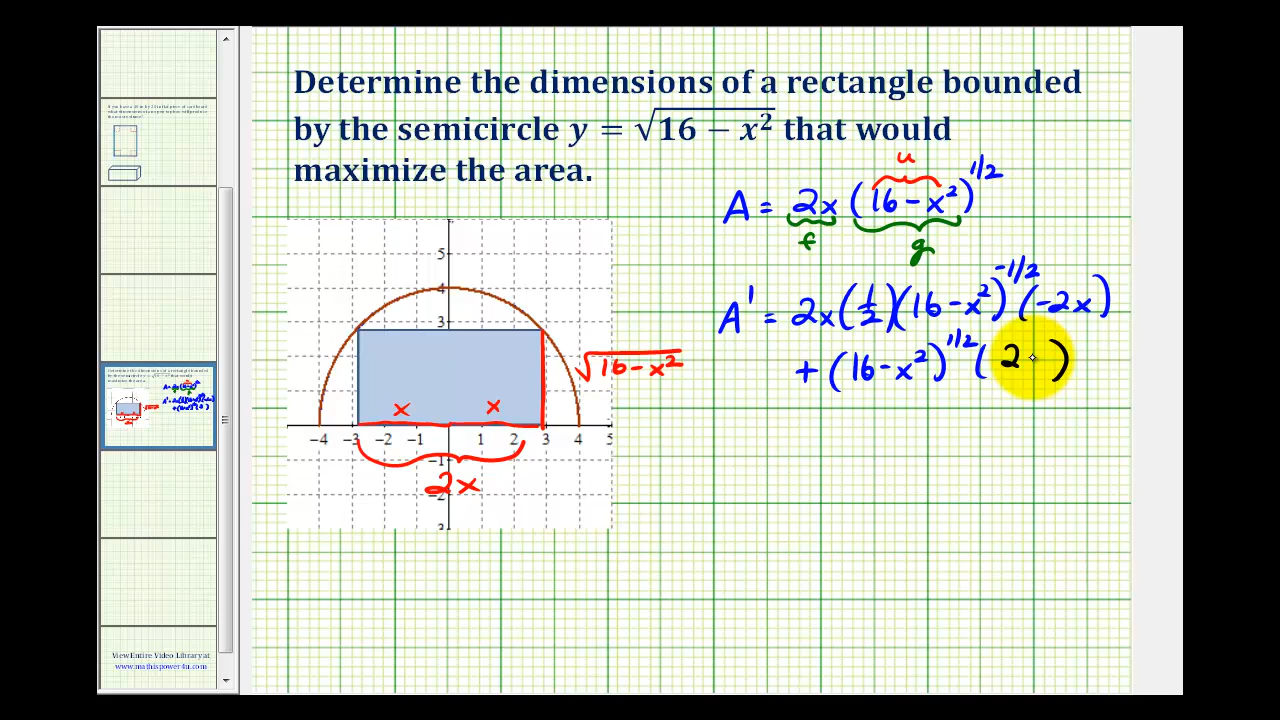 Determine the dimensions of a rectangle bounded
by the semicircle y = √(16 − x²) that would
maximize the area.
u
A = 2x (16 - x²)^1/2
f g
A' = 2x (1/2)(16 - x²)^-1/2 (-2x)
+ (16 - x²)^1/2 ( 2 )
5
4
3
√(16 - x²)
x x
-4 -3 -2 -1 1 2 3 4 5
-1
2x
-2
3
View Entire Video Library at
www.mathispower4u.com